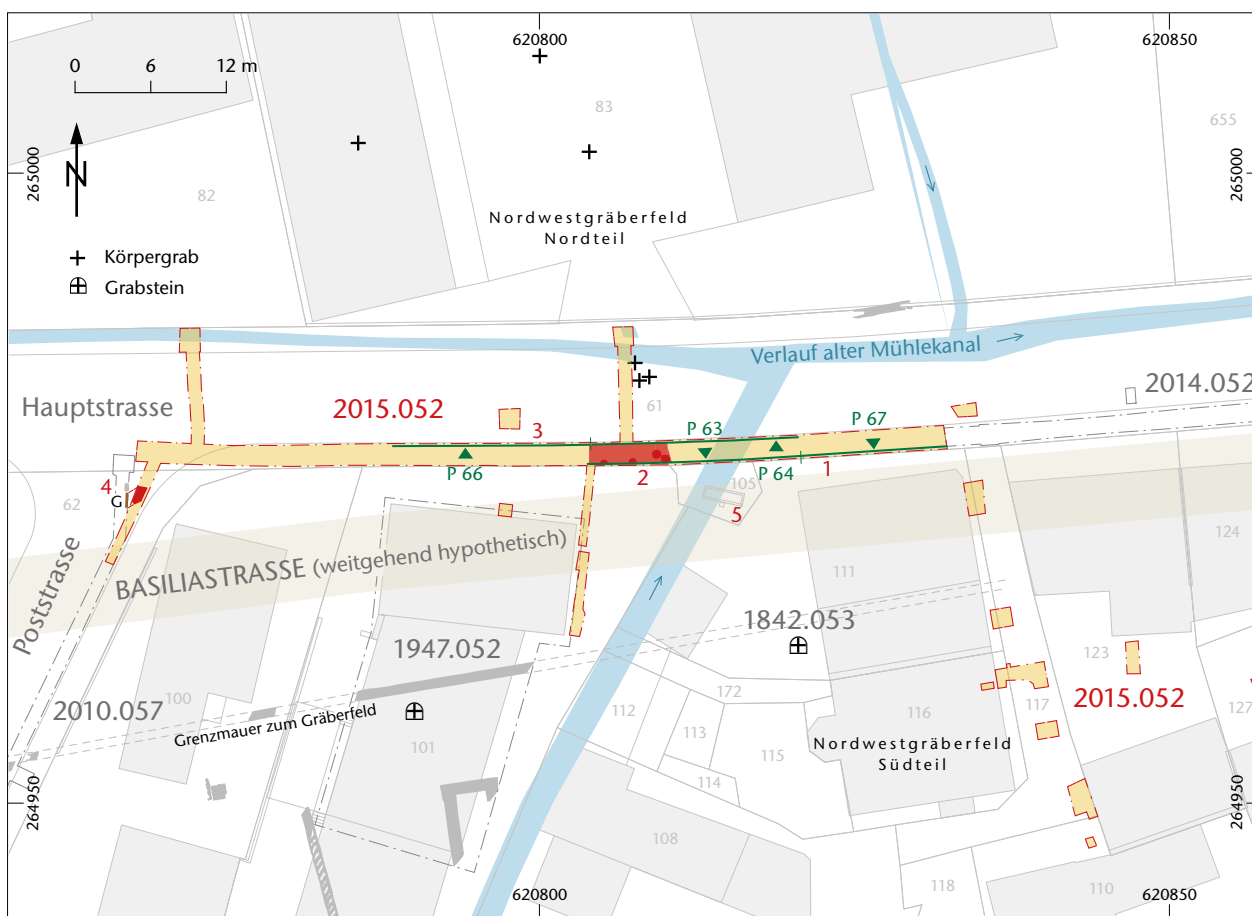 620800
620850
0 6 12 m
83
655
265000
N
265000
82
Nordwestgräberfeld
Nordteil
Körpergrab
Grabstein
Verlauf alter Mühlekanal
2014.052
Hauptstrasse
2015.052
61
3
P 63
P 67
P 66
2
P 64
1
105
5
4
G
62
124
BASILIASTRASSE (weitgehend hypothetisch)
111
Poststrasse
1842.053
1947.052
123
172
2015.052
100
2010.057
Grenzmauer zum Gräberfeld
112
117
127
116
113
101
Nordwestgräberfeld
Südteil
115
114
264950
264950
108
118
110
620800
620850